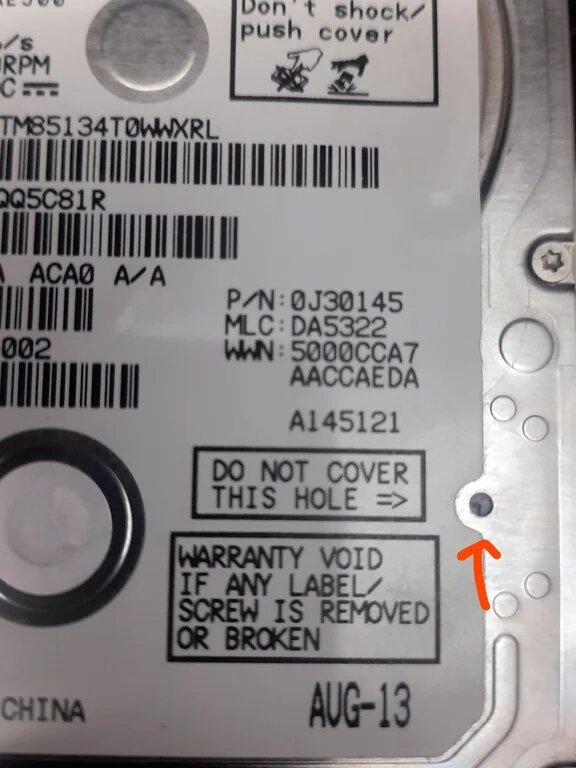 Don't shock/
push cover
/s
RPM
C
TM85134T0WWXRL
QQ5C81R
ACA0 A/A
P/N:0J30145
MLC:DA5322
002
WWN:5000CCA7
AACCAEDA
A145121
DO NOT COVER
THIS HOLE =>
WARRANTY VOID
IF ANY LABEL/
SCREW IS REMOVED
OR BROKEN
CHINA
AUG-13